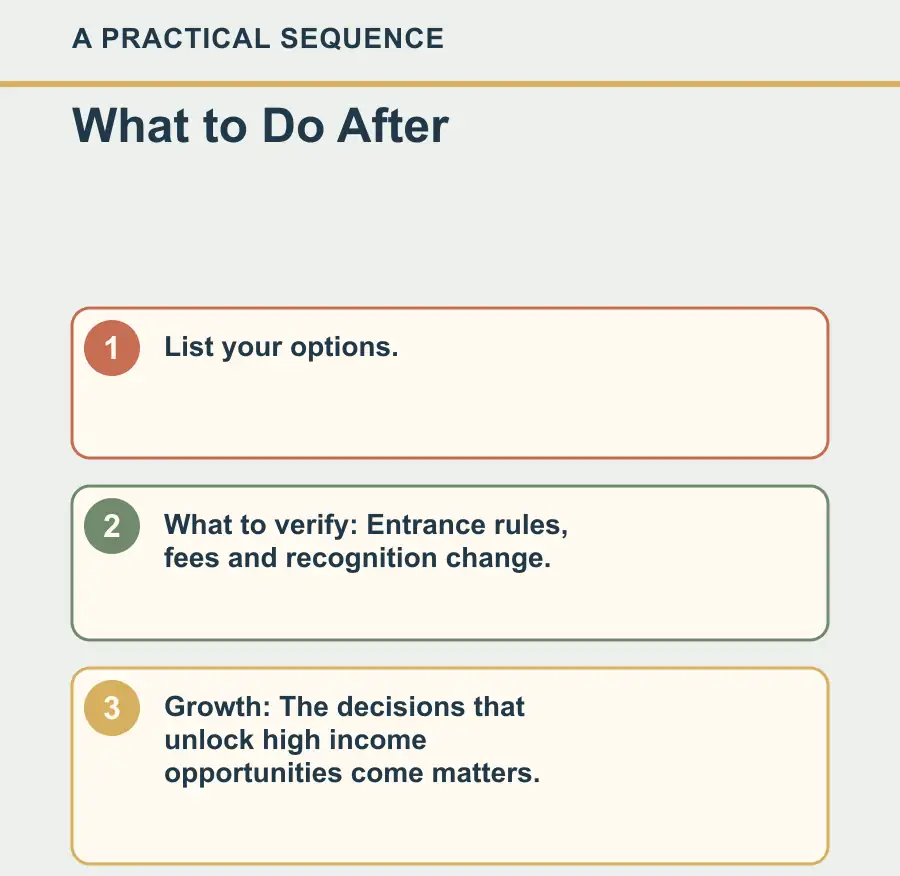 A PRACTICAL SEQUENCE
What to Do After
1
List your options.
2
What to verify: Entrance rules,
fees and recognition change.
3
Growth: The decisions that
unlock high income
opportunities come matters.